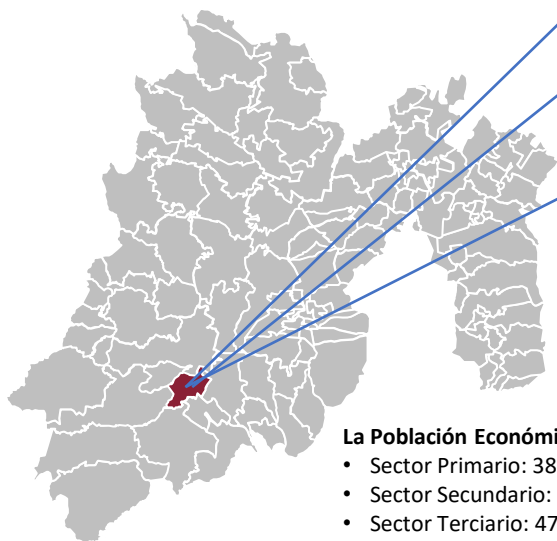 La Población Económi
• Sector Primario: 38
• Sector Secundario:
• Sector Terciario: 47